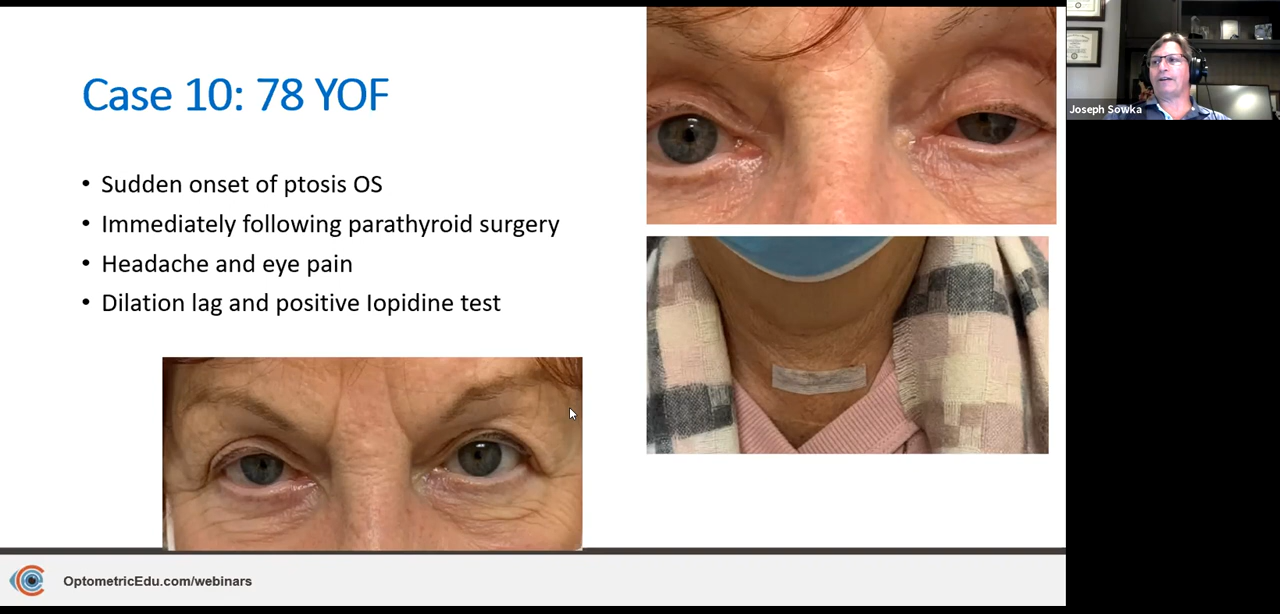 Case 10: 78 YOF
• Sudden onset of ptosis OS
• Immediately following parathyroid surgery
• Headache and eye pain
• Dilation lag and positive Iopidine test
Joseph Sowka
OptometricEdu.com/webinars